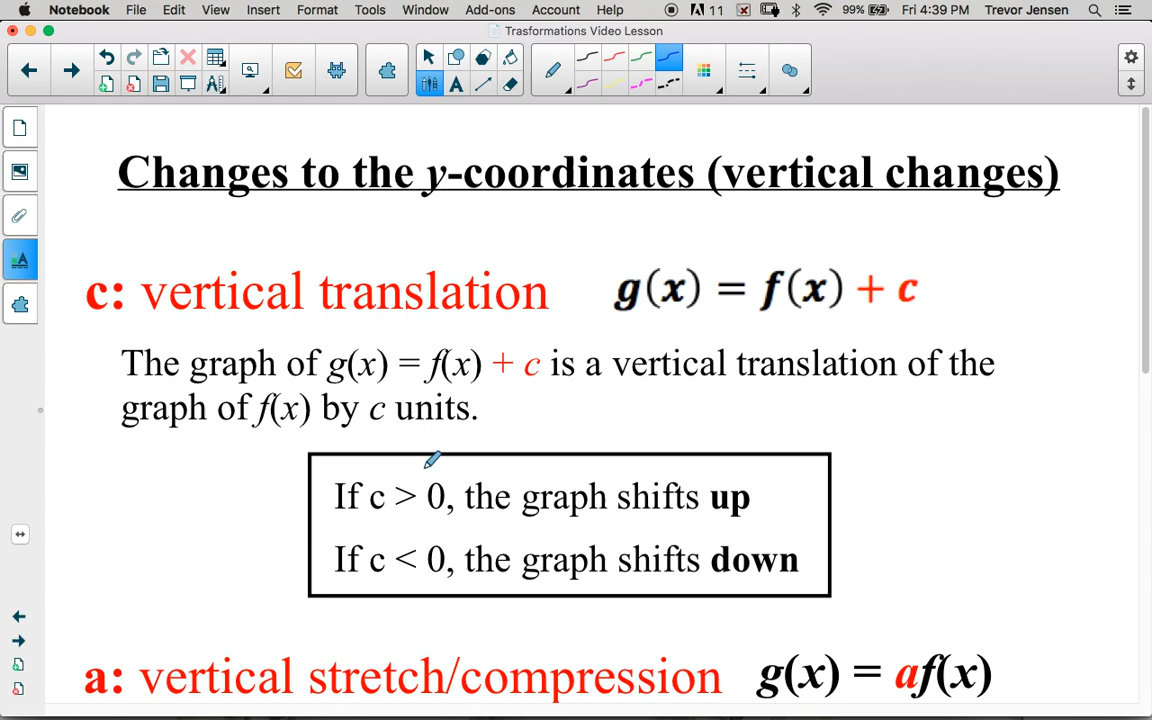 Notebook File Edit View Insert Format Tools Window Add-ons Account Help 11 99% Fri 4:39 PM Trevor Jensen
Trasformations Video Lesson
Changes to the y-coordinates (vertical changes)
c: vertical translation g(x) = f(x) + c
The graph of g(x) = f(x) + c is a vertical translation of the
graph of f(x) by c units.
If c > 0, the graph shifts up
If c < 0, the graph shifts down
a: vertical stretch/compression g(x) = af(x)